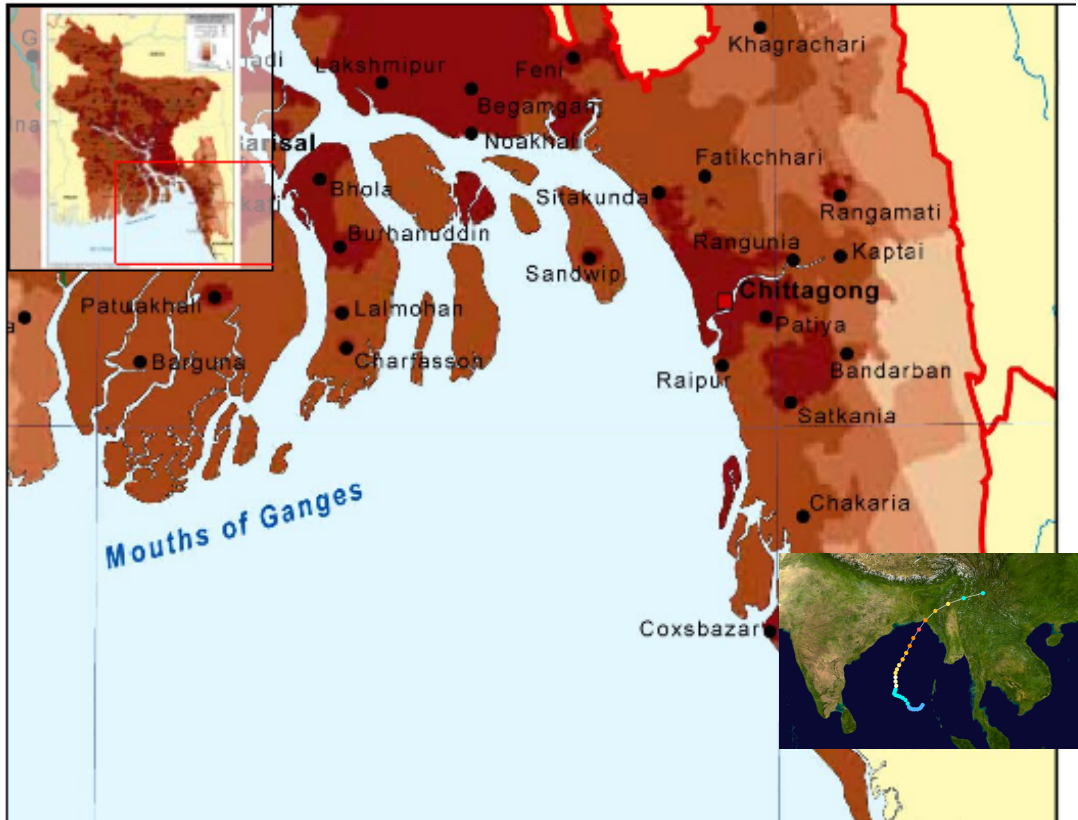 Khagrachari
Lakshmipur
Feni
Begamganj
Noakhali
Barisal
Fatikchhari
Bhola
Sitakunda
Rangamati
Burhanuddin
Rangunia
Kaptai
Sandwip
Chittagong
Patuakhali
Lalmohan
Patiya
Barguna
Charfasson
Raipur
Bandarban
Satkania
Mouths of Ganges
Chakaria
Coxsbazar